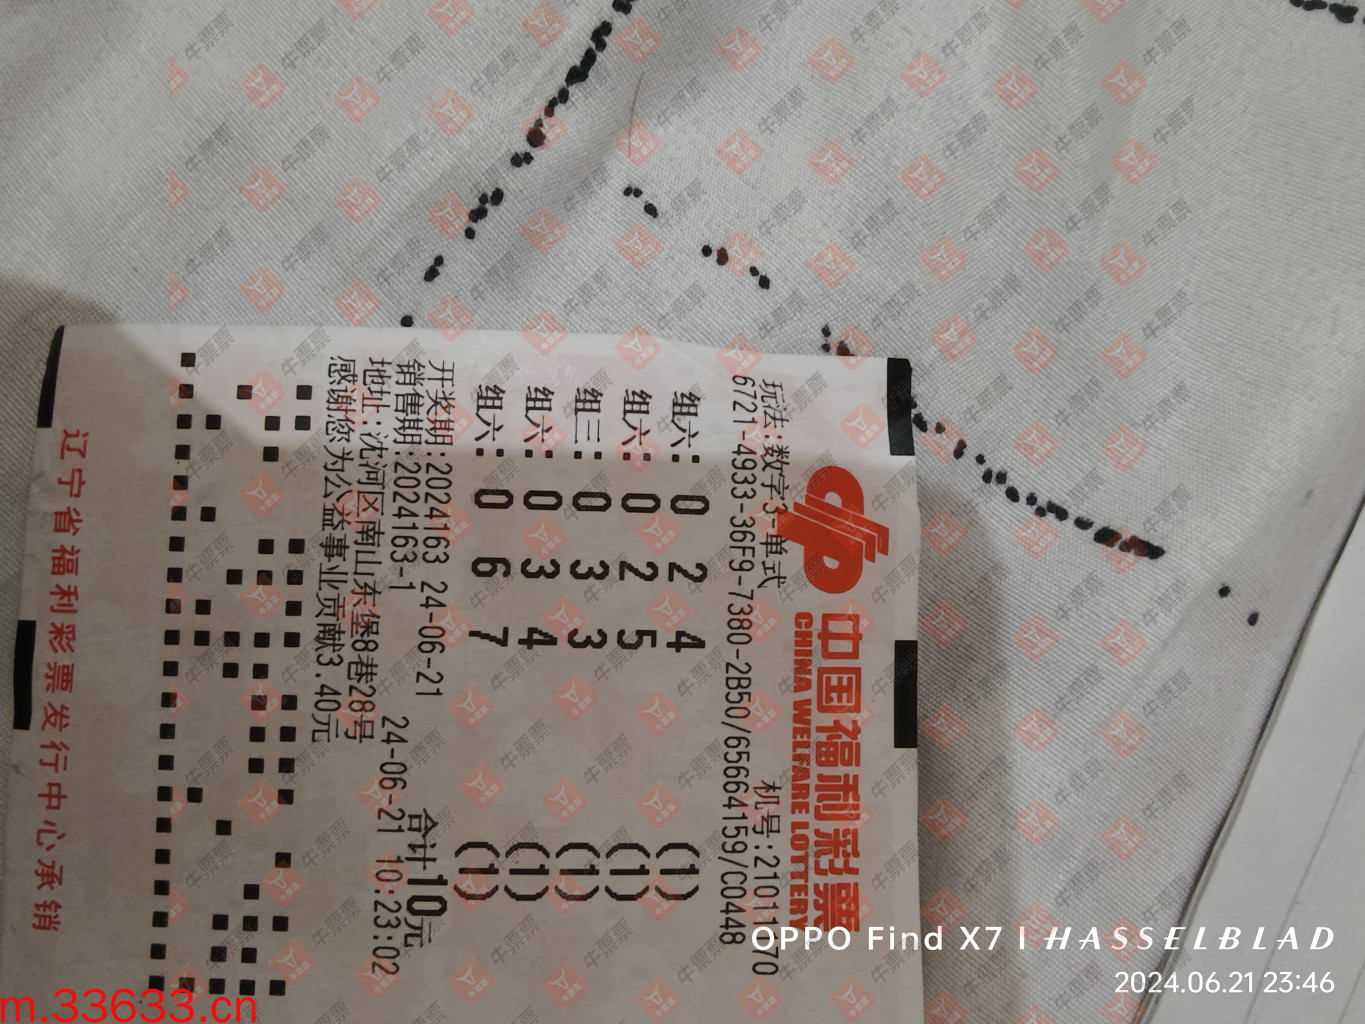 中国福利彩票
CHINA WELFARE LOTTERY
玩法:数字3-单式 机号:21011170
6721-4933-36F9-7380-2B50/65664159/C0448
组六: 0 2 4 (1)
组六: 0 2 5 (1)
组三: 0 3 3 (1)
组六: 0 3 4 (1)
组六: 0 6 7 (1)
开奖期:2024163 24-06-21 合计10元
销售期:2024163-1 24-06-21 10:23:02
地址:沈河区南山东堡8巷28号
感谢您为公益事业贡献3.40元
辽宁省福利彩票发行中心承销
OPPO Find X7 | HASSELBLAD
2024.06.21 23:46
m.33633.cn
牛票票